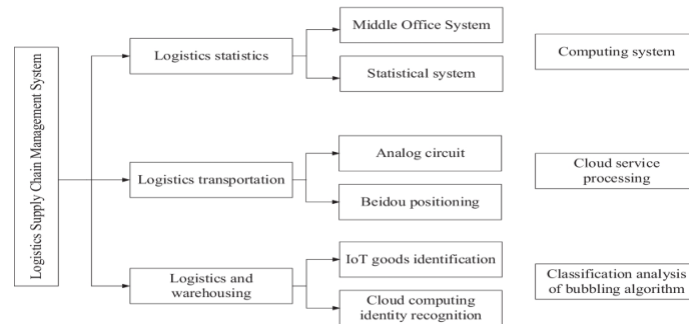 Logistics Supply Chain Management System
Logistics statistics
Middle Office System
Statistical system
Computing system
Logistics transportation
Analog circuit
Beidou positioning
Cloud service
processing
Logistics and
warehousing
IoT goods identification
Cloud computing
identity recognition
Classification analysis
of bubbling algorithm